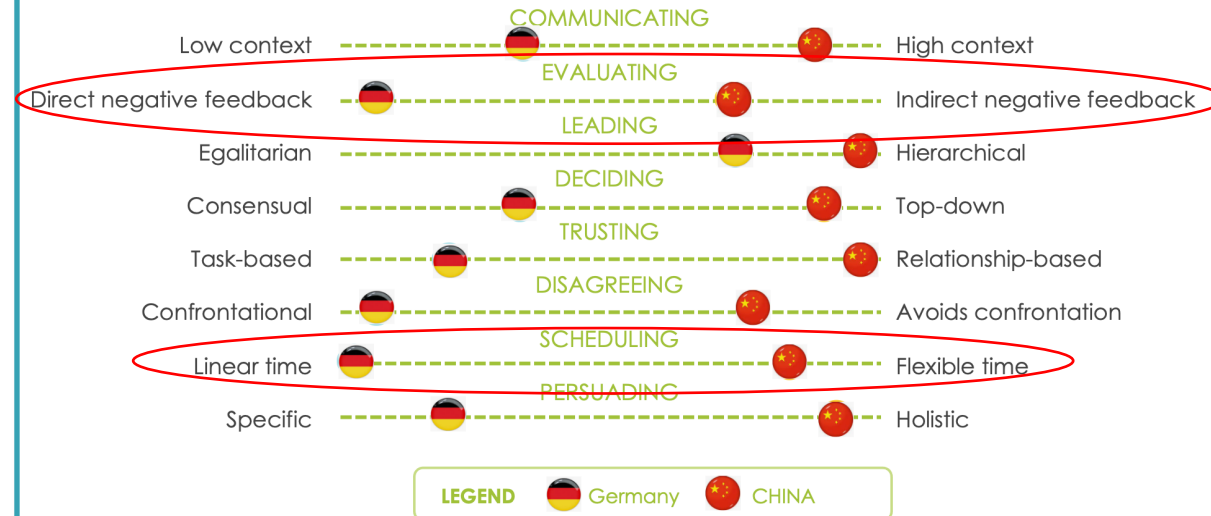 COMMUNICATING
Low context High context
EVALUATING
Direct negative feedback Indirect negative feedback
LEADING
Egalitarian Hierarchical
DECIDING
Consensual Top-down
TRUSTING
Task-based Relationship-based
DISAGREEING
Confrontational Avoids confrontation
SCHEDULING
Linear time Flexible time
PERSUADING
Specific Holistic
LEGEND Germany CHINA